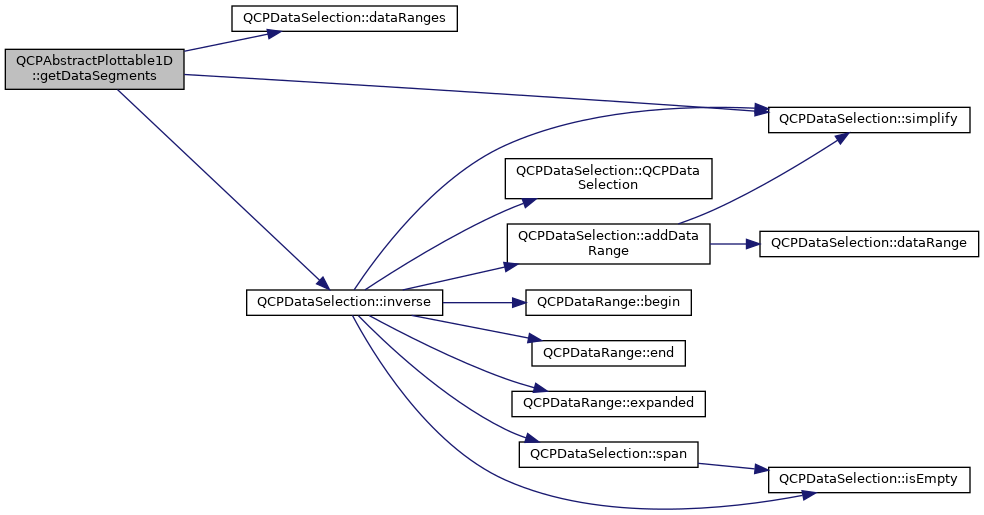 QCPDataSelection::dataRanges
QCPAbstractPlottable1D
::getDataSegments
QCPDataSelection::simplify
QCPDataSelection::QCPData
Selection
QCPDataSelection::addData
Range
QCPDataSelection::dataRange
QCPDataSelection::inverse
QCPDataRange::begin
QCPDataRange::end
QCPDataRange::expanded
QCPDataSelection::span
QCPDataSelection::isEmpty